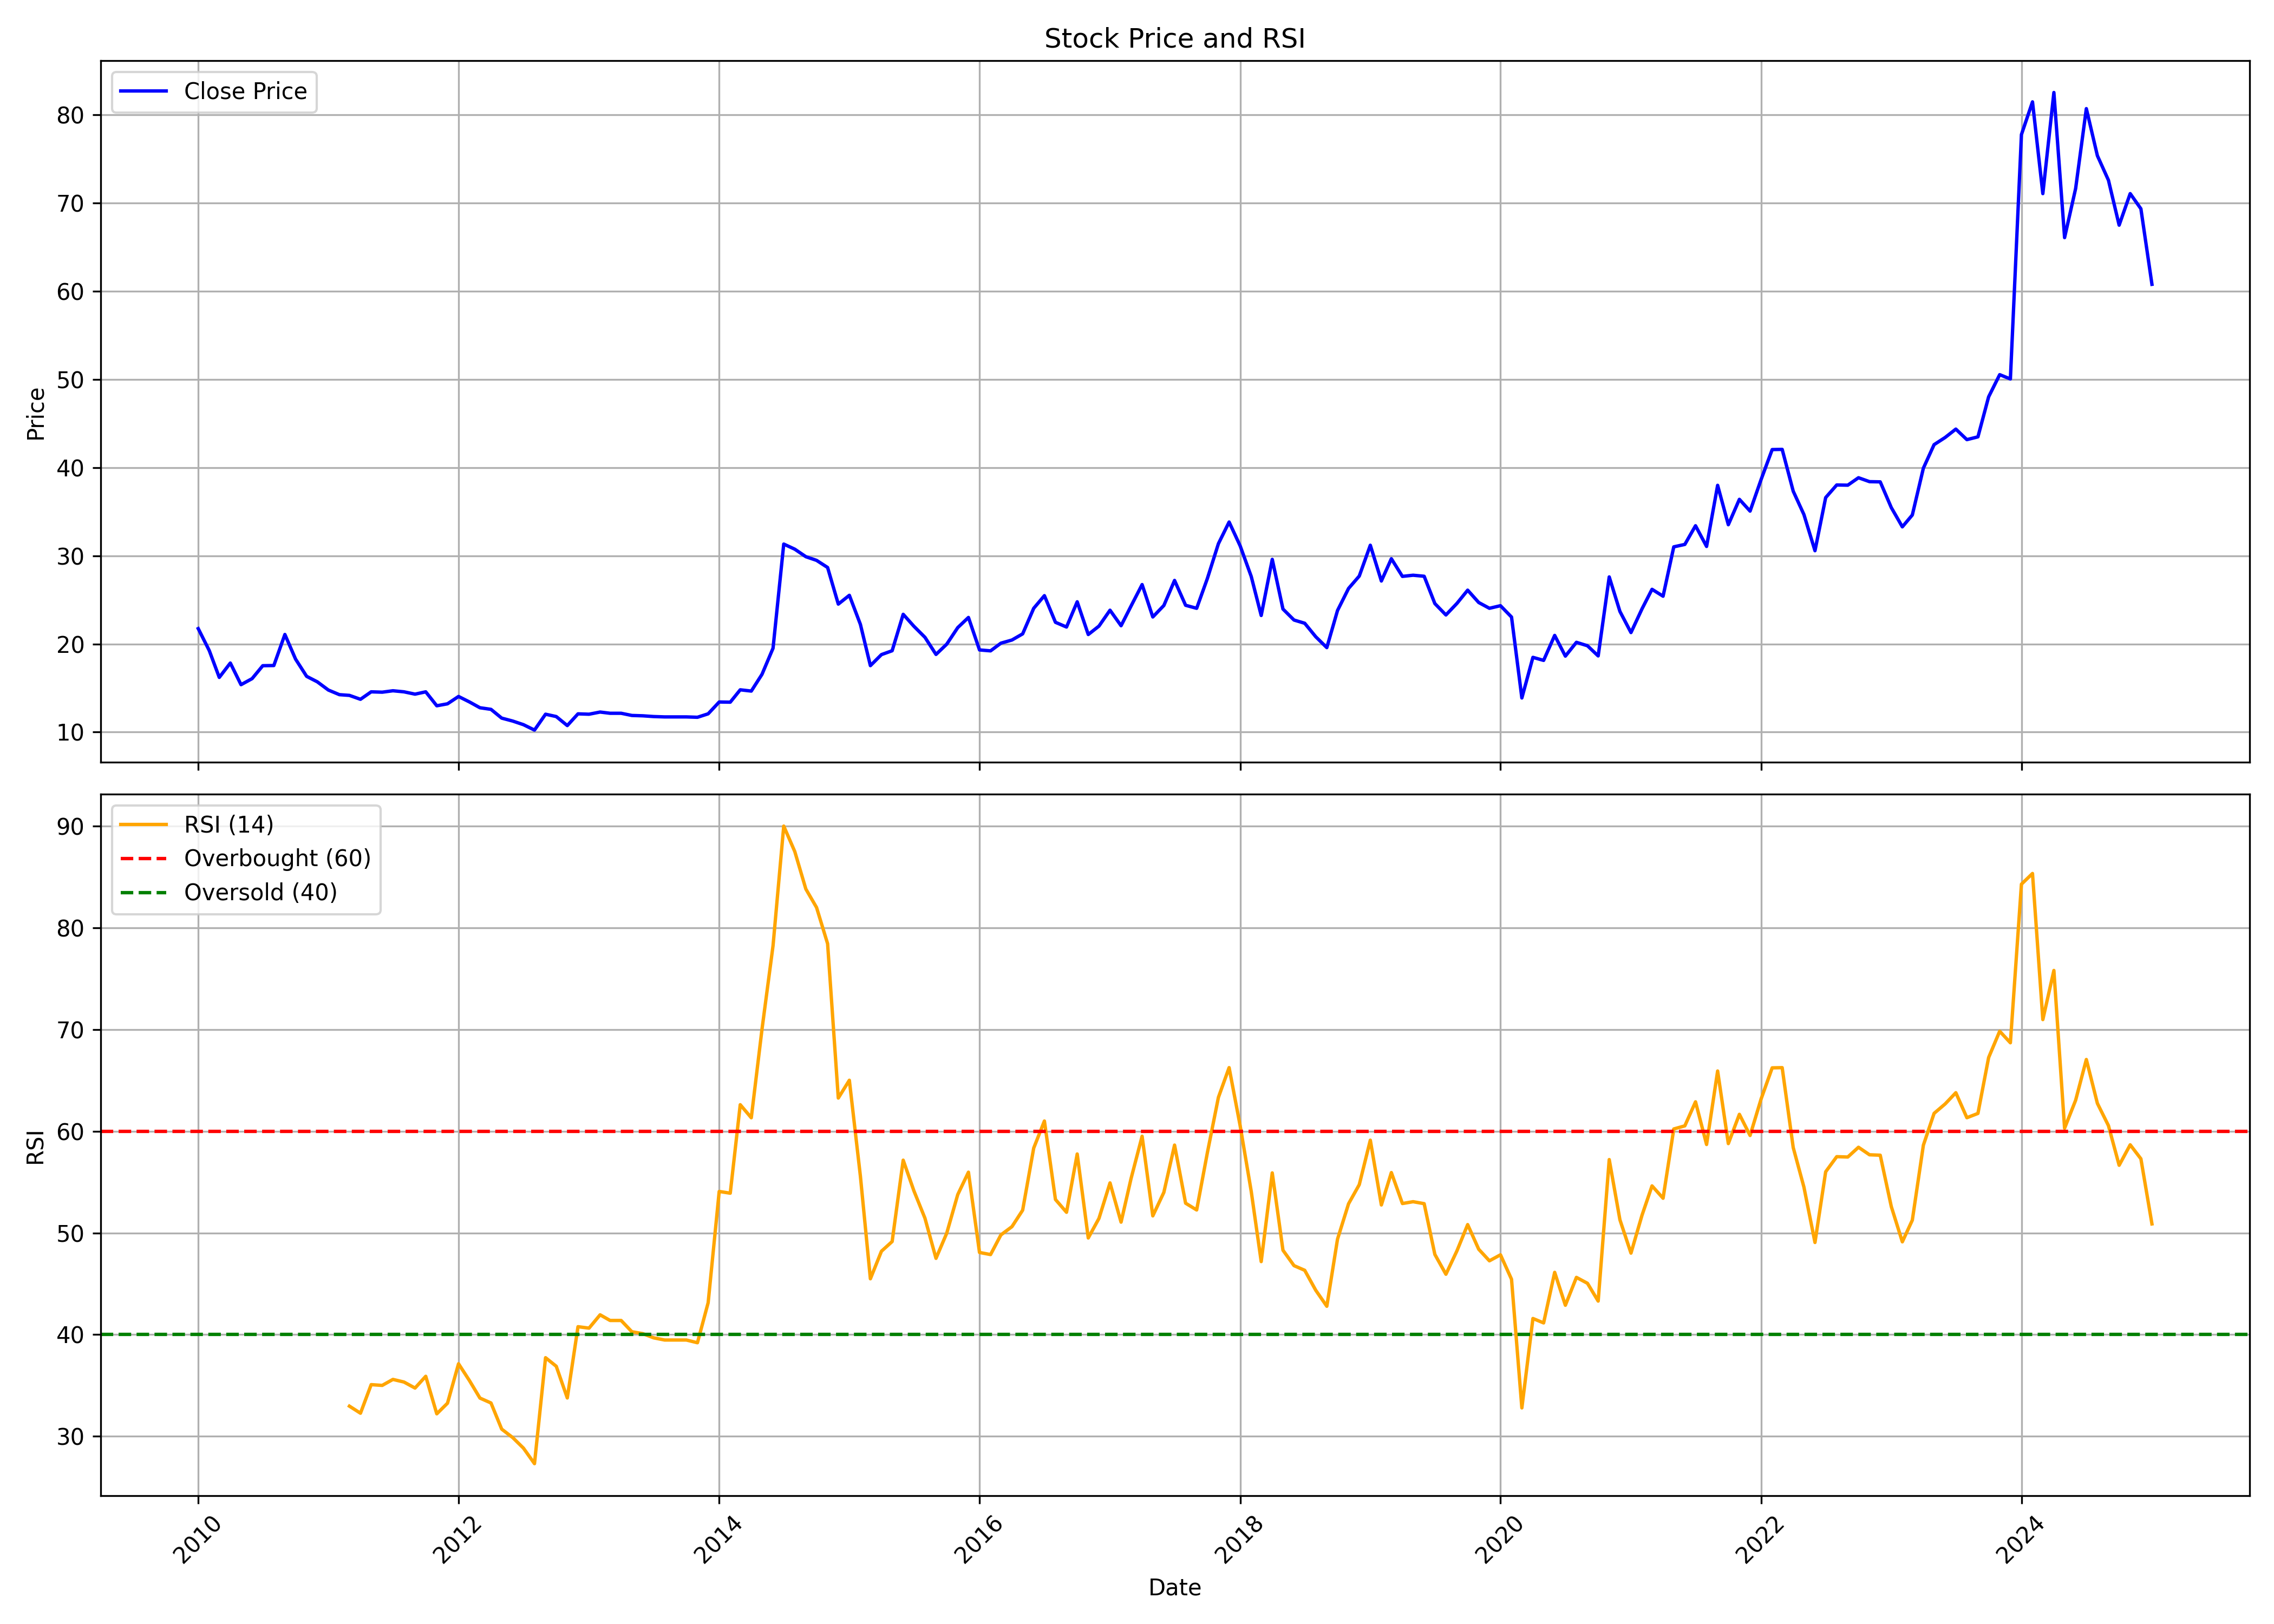 Stock Price and RSI
Close Price
Price
80
70
60
50
40
30
20
10
RSI (14)
Overbought (60)
Oversold (40)
RSI
90
80
70
60
50
40
30
2010
2012
2014
2016
2018
2020
2022
2024
Date